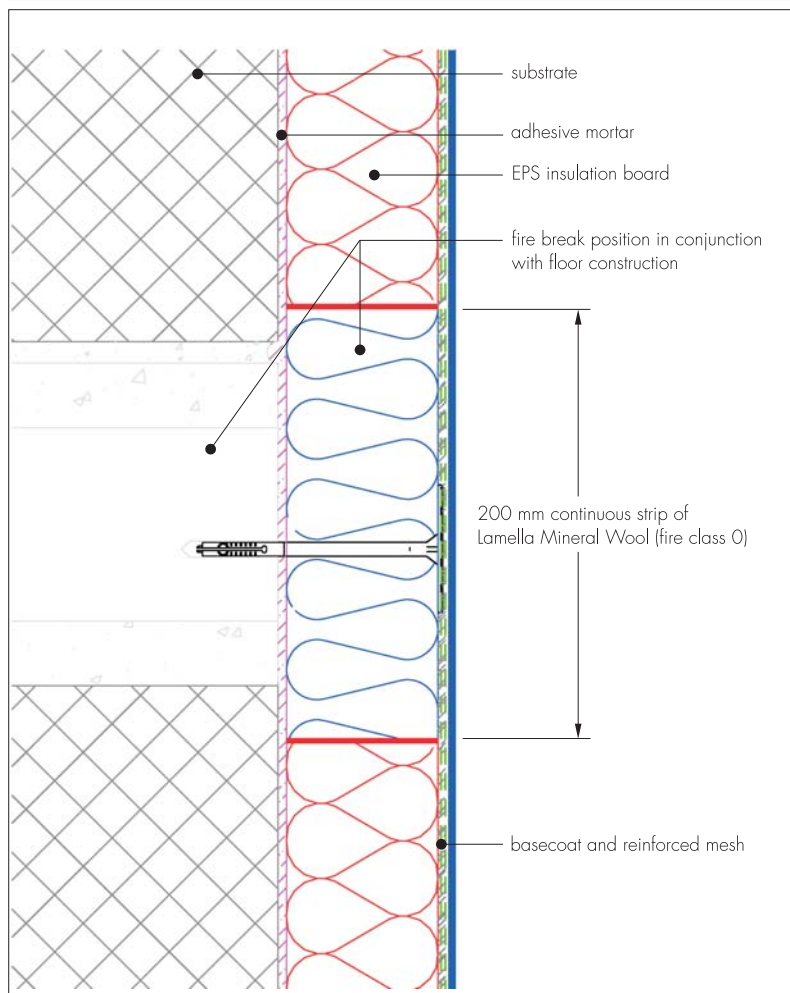 substrate
adhesive mortar
EPS insulation board
fire break position in conjunction
with floor construction
200 mm continuous strip of
Lamella Mineral Wool (fire class 0)
basecoat and reinforced mesh